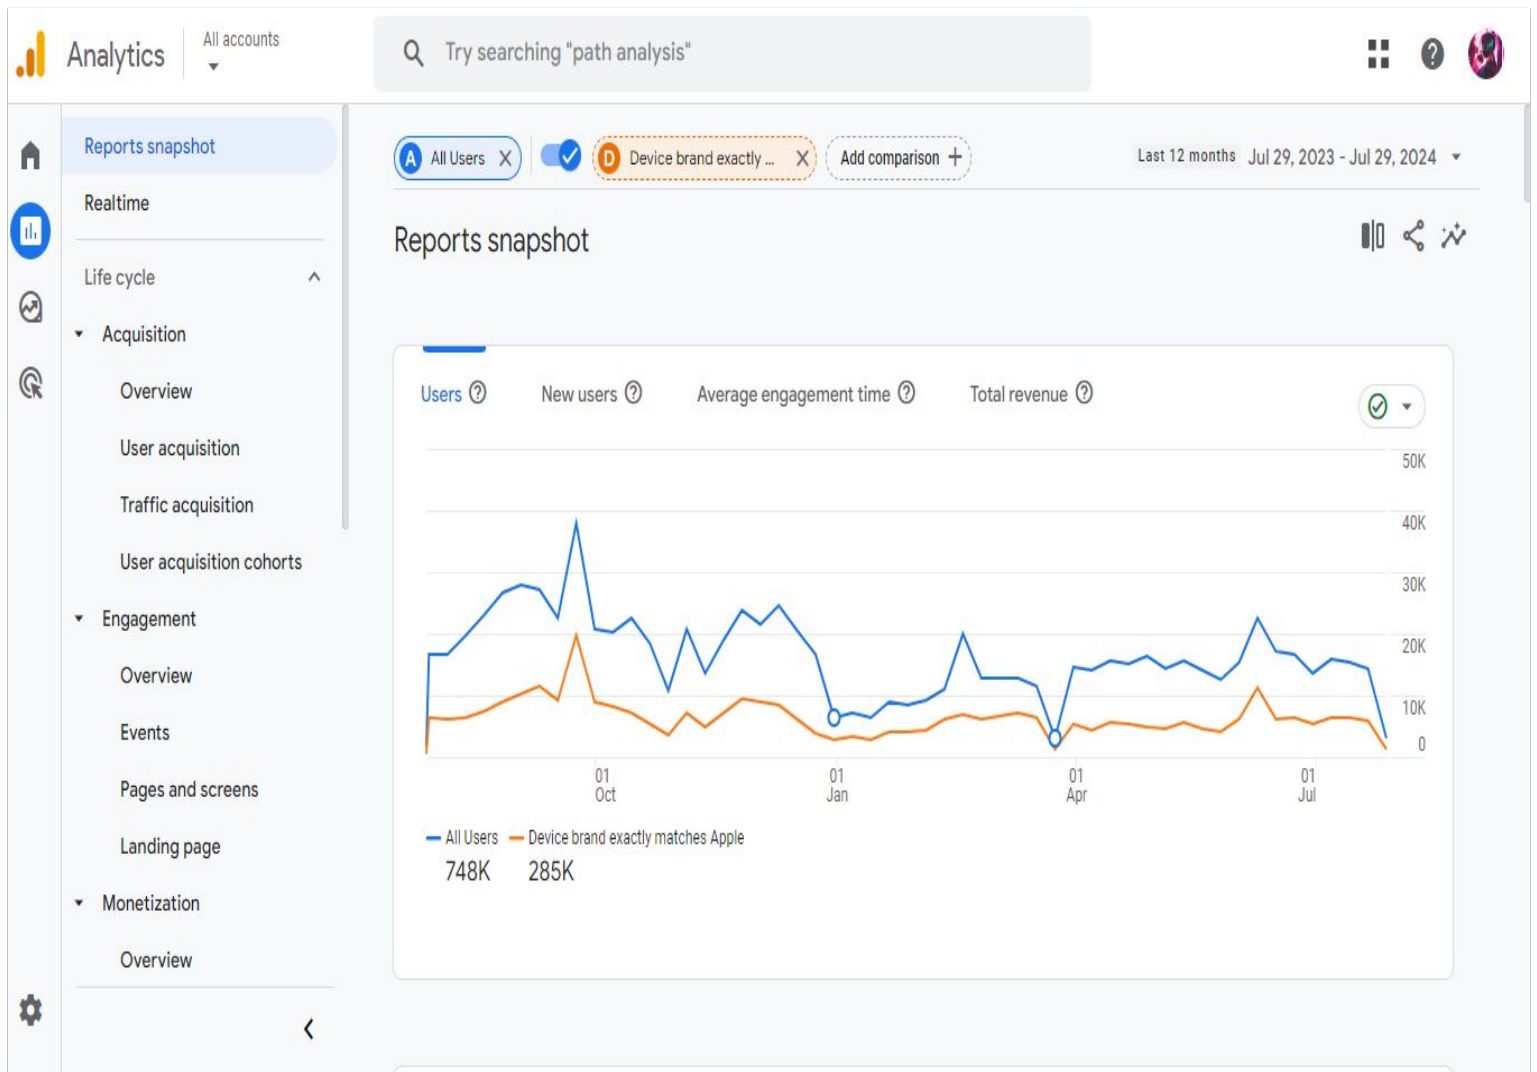 Analytics
All accounts
Try searching "path analysis"
Reports snapshot
Realtime
Life cycle
Acquisition
Overview
User acquisition
Traffic acquisition
User acquisition cohorts
Engagement
Overview
Events
Pages and screens
Landing page
Monetization
Overview
A All Users
D Device brand exactly ...
Add comparison
Last 12 months Jul 29, 2023 - Jul 29, 2024
Reports snapshot
Users
New users
Average engagement time
Total revenue
50K
40K
30K
20K
10K
0
01
Oct
01
Jan
01
Apr
01
Jul
All Users
Device brand exactly matches Apple
748K
285K